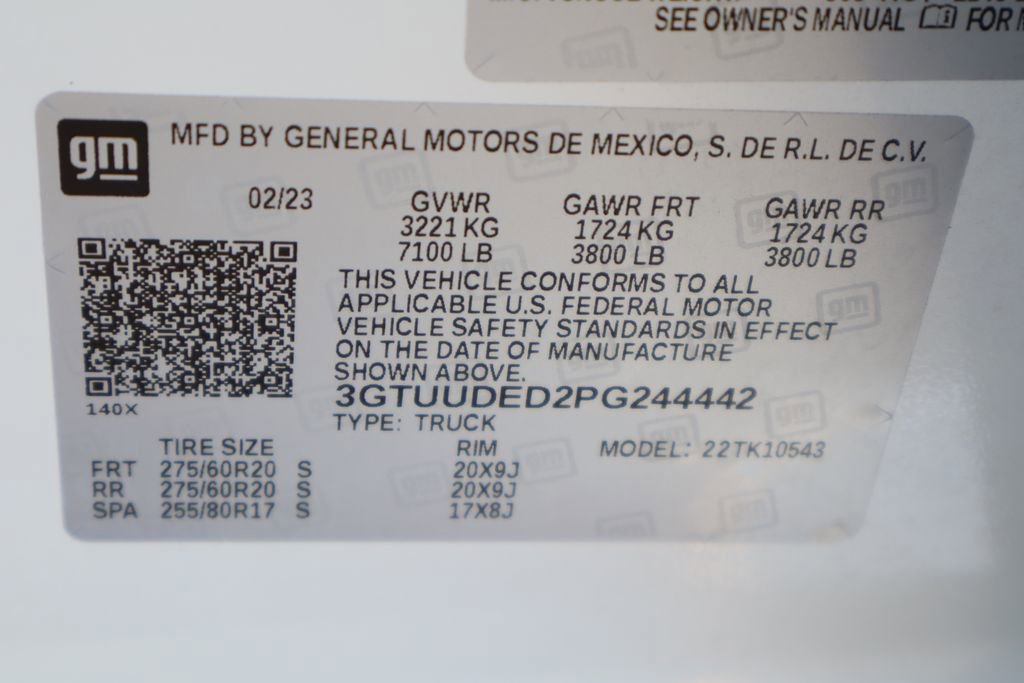 SEE OWNER'S MANUAL FOR
gm
MFD BY GENERAL MOTORS DE MEXICO, S. DE R.L. DE C.V.
02/23 GVWR GAWR FRT GAWR RR
3221 KG 1724 KG 1724 KG
7100 LB 3800 LB 3800 LB
THIS VEHICLE CONFORMS TO ALL
APPLICABLE U.S. FEDERAL MOTOR
VEHICLE SAFETY STANDARDS IN EFFECT
ON THE DATE OF MANUFACTURE
SHOWN ABOVE.
3GTUUDED2PG244442
140X
TYPE: TRUCK
TIRE SIZE RIM MODEL: 22TK10543
FRT 275/60R20 S 20X9J
RR 275/60R20 S 20X9J
SPA 255/80R17 S 17X8J